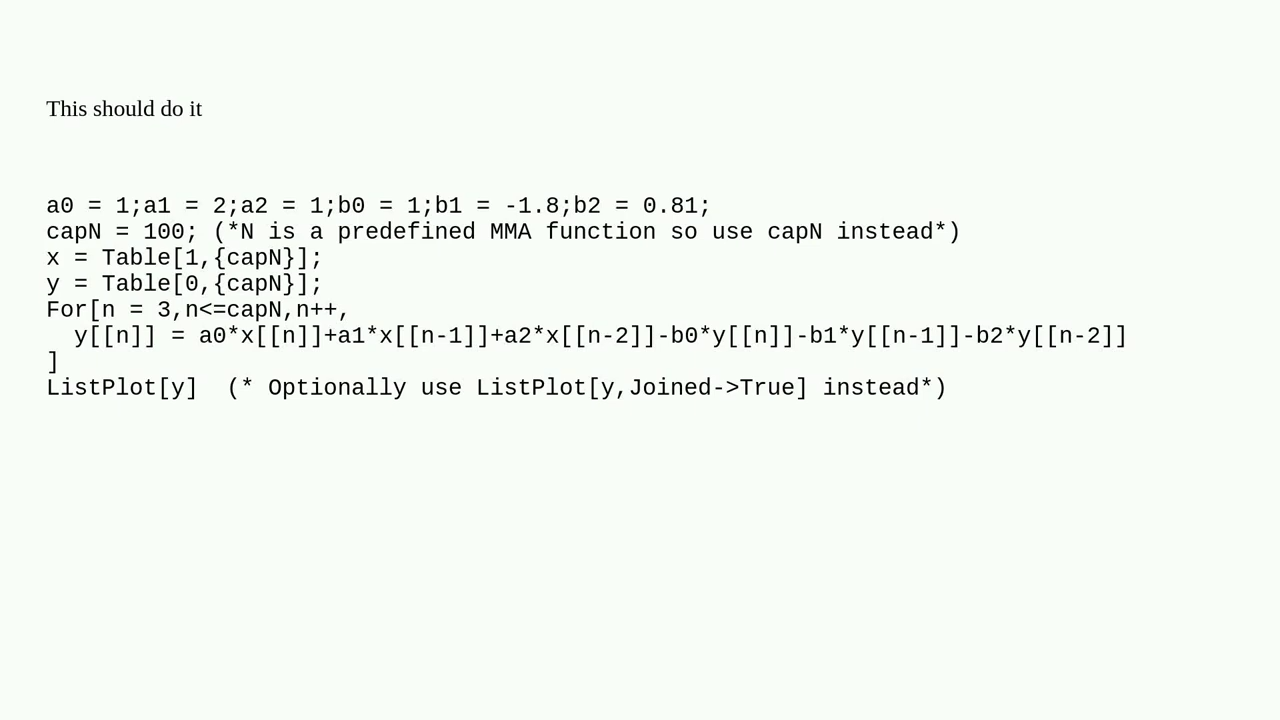 This should do it
a0 = 1;a1 = 2;a2 = 1;b0 = 1;b1 = -1.8;b2 = 0.81;
capN = 100; (*N is a predefined MMA function so use capN instead*)
x = Table[1,{capN}];
y = Table[0,{capN}];
For[n = 3,n<=capN,n++,
  y[[n]] = a0*x[[n]]+a1*x[[n-1]]+a2*x[[n-2]]-b0*y[[n]]-b1*y[[n-1]]-b2*y[[n-2]]
]
ListPlot[y]  (* Optionally use ListPlot[y,Joined->True] instead*)